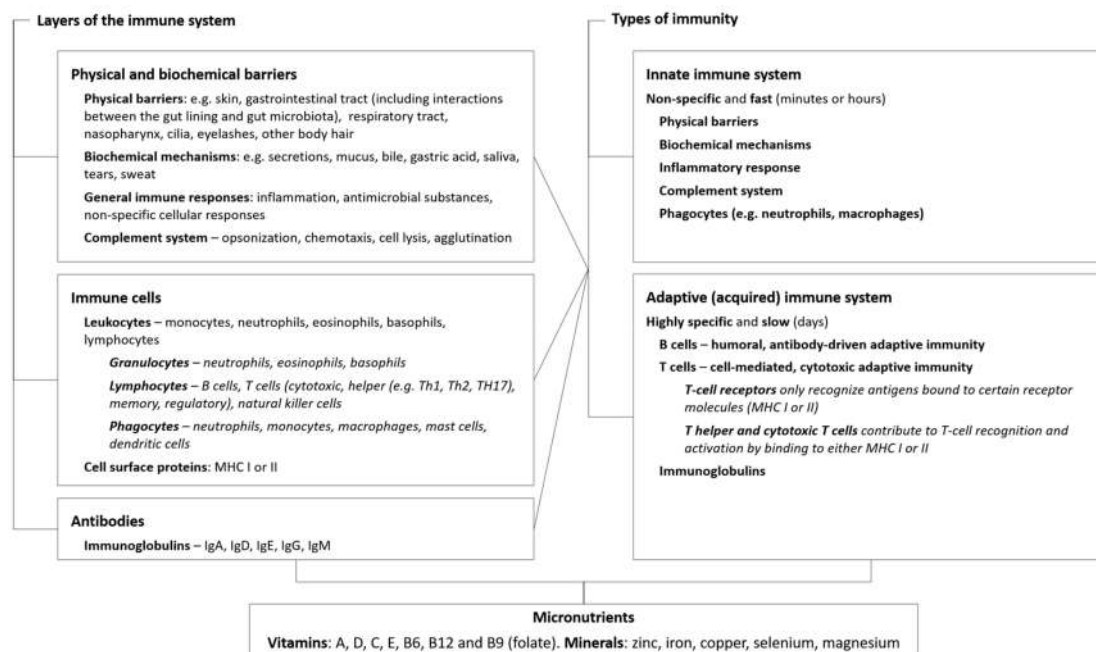 Layers of the immune system
Physical and biochemical barriers
Physical barriers: e.g. skin, gastrointestinal tract (including interactions
between the gut lining and gut microbiota), respiratory tract,
nasopharynx, cilia, eyelashes, other body hair
Biochemical mechanisms: e.g. secretions, mucus, bile, gastric acid, saliva,
tears, sweat
General immune responses: inflammation, antimicrobial substances,
non-specific cellular responses
Complement system – opsonization, chemotaxis, cell lysis, agglutination
Immune cells
Leukocytes – monocytes, neutrophils, eosinophils, basophils,
lymphocytes
Granulocytes – neutrophils, eosinophils, basophils
Lymphocytes – B cells, T cells (cytotoxic, helper (e.g. Th1, Th2, TH17),
memory, regulatory), natural killer cells
Phagocytes – neutrophils, monocytes, macrophages, mast cells,
dendritic cells
Cell surface proteins: MHC I or II
Antibodies
Immunoglobulins – IgA, IgD, IgE, IgG, IgM
Types of immunity
Innate immune system
Non-specific and fast (minutes or hours)
Physical barriers
Biochemical mechanisms
Inflammatory response
Complement system
Phagocytes (e.g. neutrophils, macrophages)
Adaptive (acquired) immune system
Highly specific and slow (days)
B cells – humoral, antibody-driven adaptive immunity
T cells – cell-mediated, cytotoxic adaptive immunity
T-cell receptors only recognize antigens bound to certain receptor
molecules (MHC I or II)
T helper and cytotoxic T cells contribute to T-cell recognition and
activation by binding to either MHC I or II
Immunoglobulins
Micronutrients
Vitamins: A, D, C, E, B6, B12 and B9 (folate). Minerals: zinc, iron, copper, selenium, magnesium